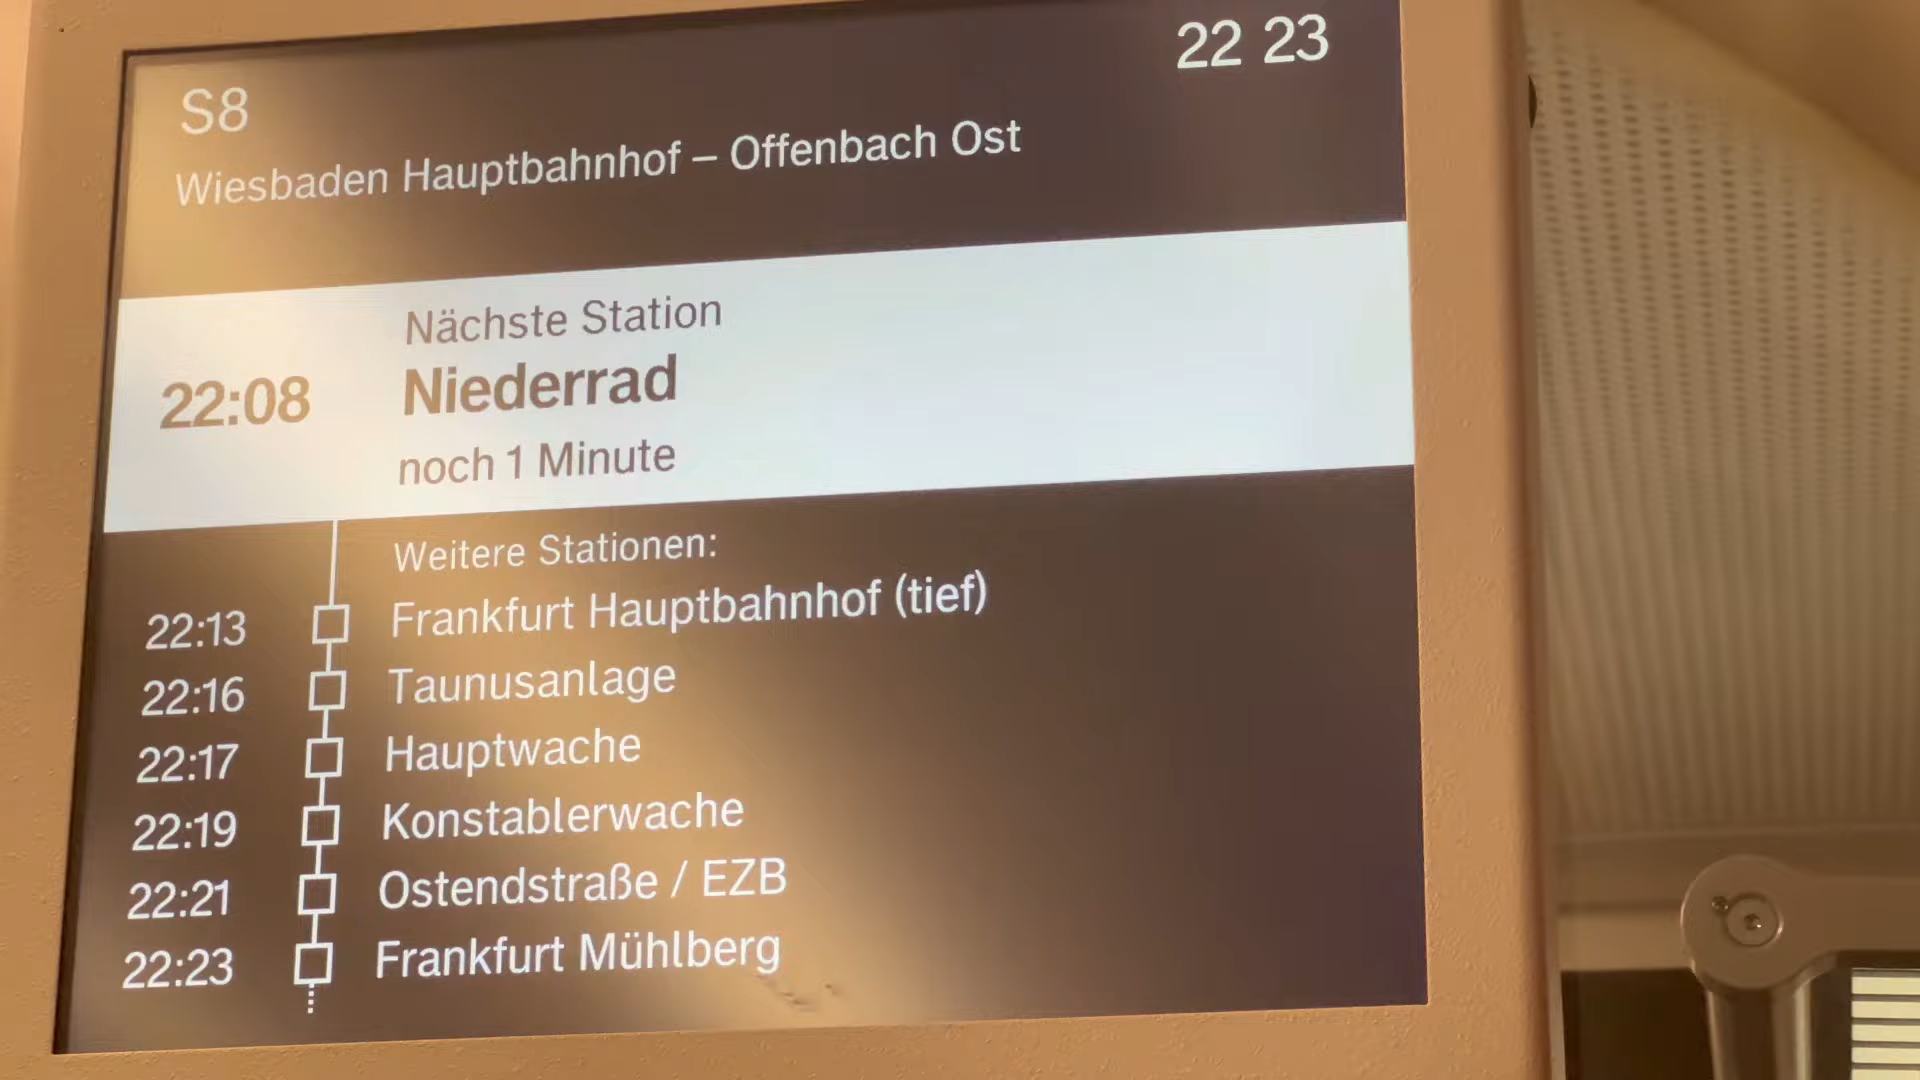 22 23
S8
Wiesbaden Hauptbahnhof – Offenbach Ost
Nächste Station
22:08 Niederrad
noch 1 Minute
Weitere Stationen:
22:13 Frankfurt Hauptbahnhof (tief)
22:16 Taunusanlage
22:17 Hauptwache
22:19 Konstablerwache
22:21 Ostendstraße / EZB
22:23 Frankfurt Mühlberg